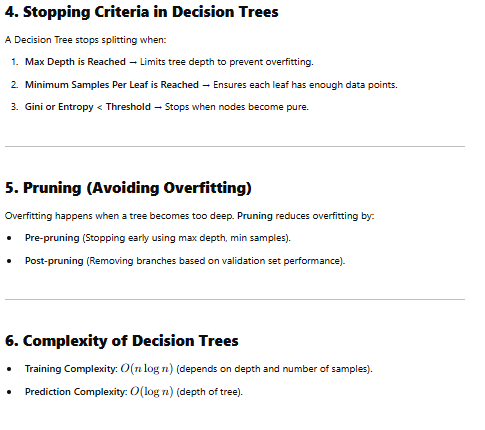 4. Stopping Criteria in Decision Trees
A Decision Tree stops splitting when:
1. Max Depth is Reached → Limits tree depth to prevent overfitting.
2. Minimum Samples Per Leaf is Reached → Ensures each leaf has enough data points.
3. Gini or Entropy < Threshold → Stops when nodes become pure.
5. Pruning (Avoiding Overfitting)
Overfitting happens when a tree becomes too deep. Pruning reduces overfitting by:
• Pre-pruning (Stopping early using max depth, min samples).
• Post-pruning (Removing branches based on validation set performance).
6. Complexity of Decision Trees
• Training Complexity: O(n log n) (depends on depth and number of samples).
• Prediction Complexity: O(log n) (depth of tree).